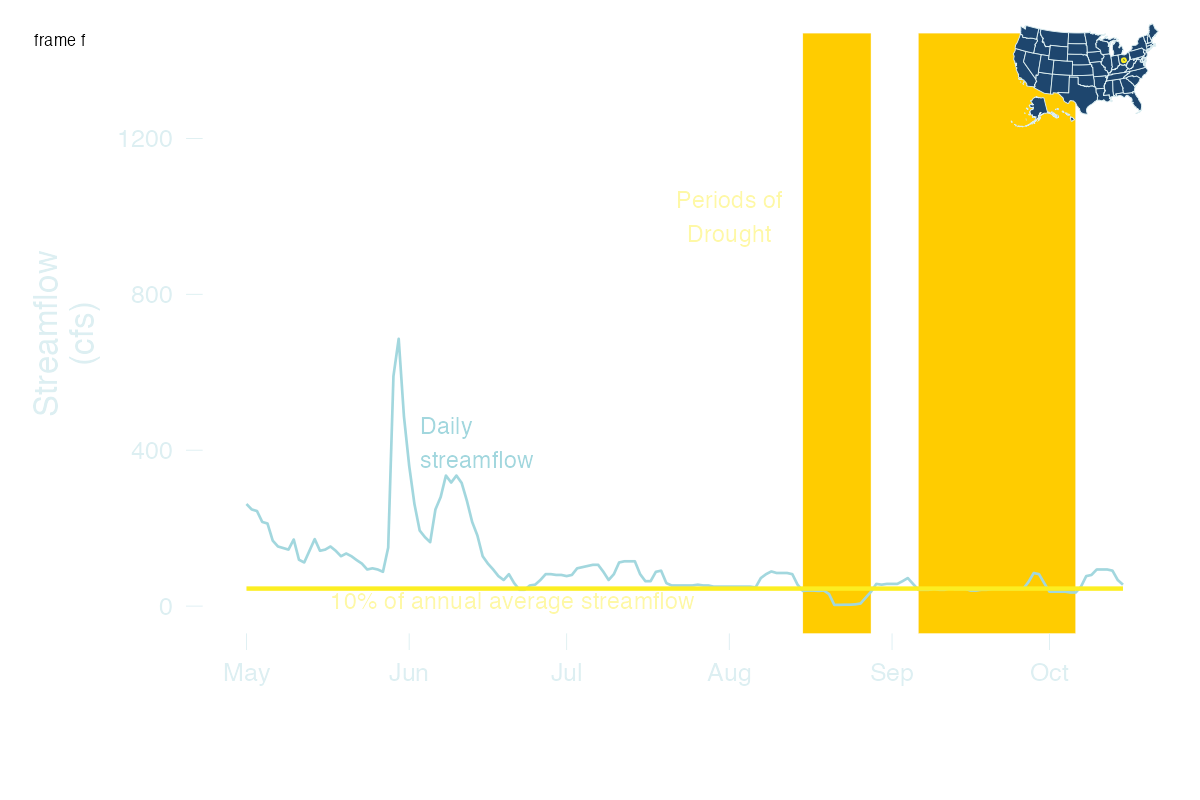 frame f
1200
Periods of
Drought
800
Streamflow
(cfs)
Daily
streamflow
400
10% of annual average streamflow
0
May
Jun
Jul
Aug
Sep
Oct